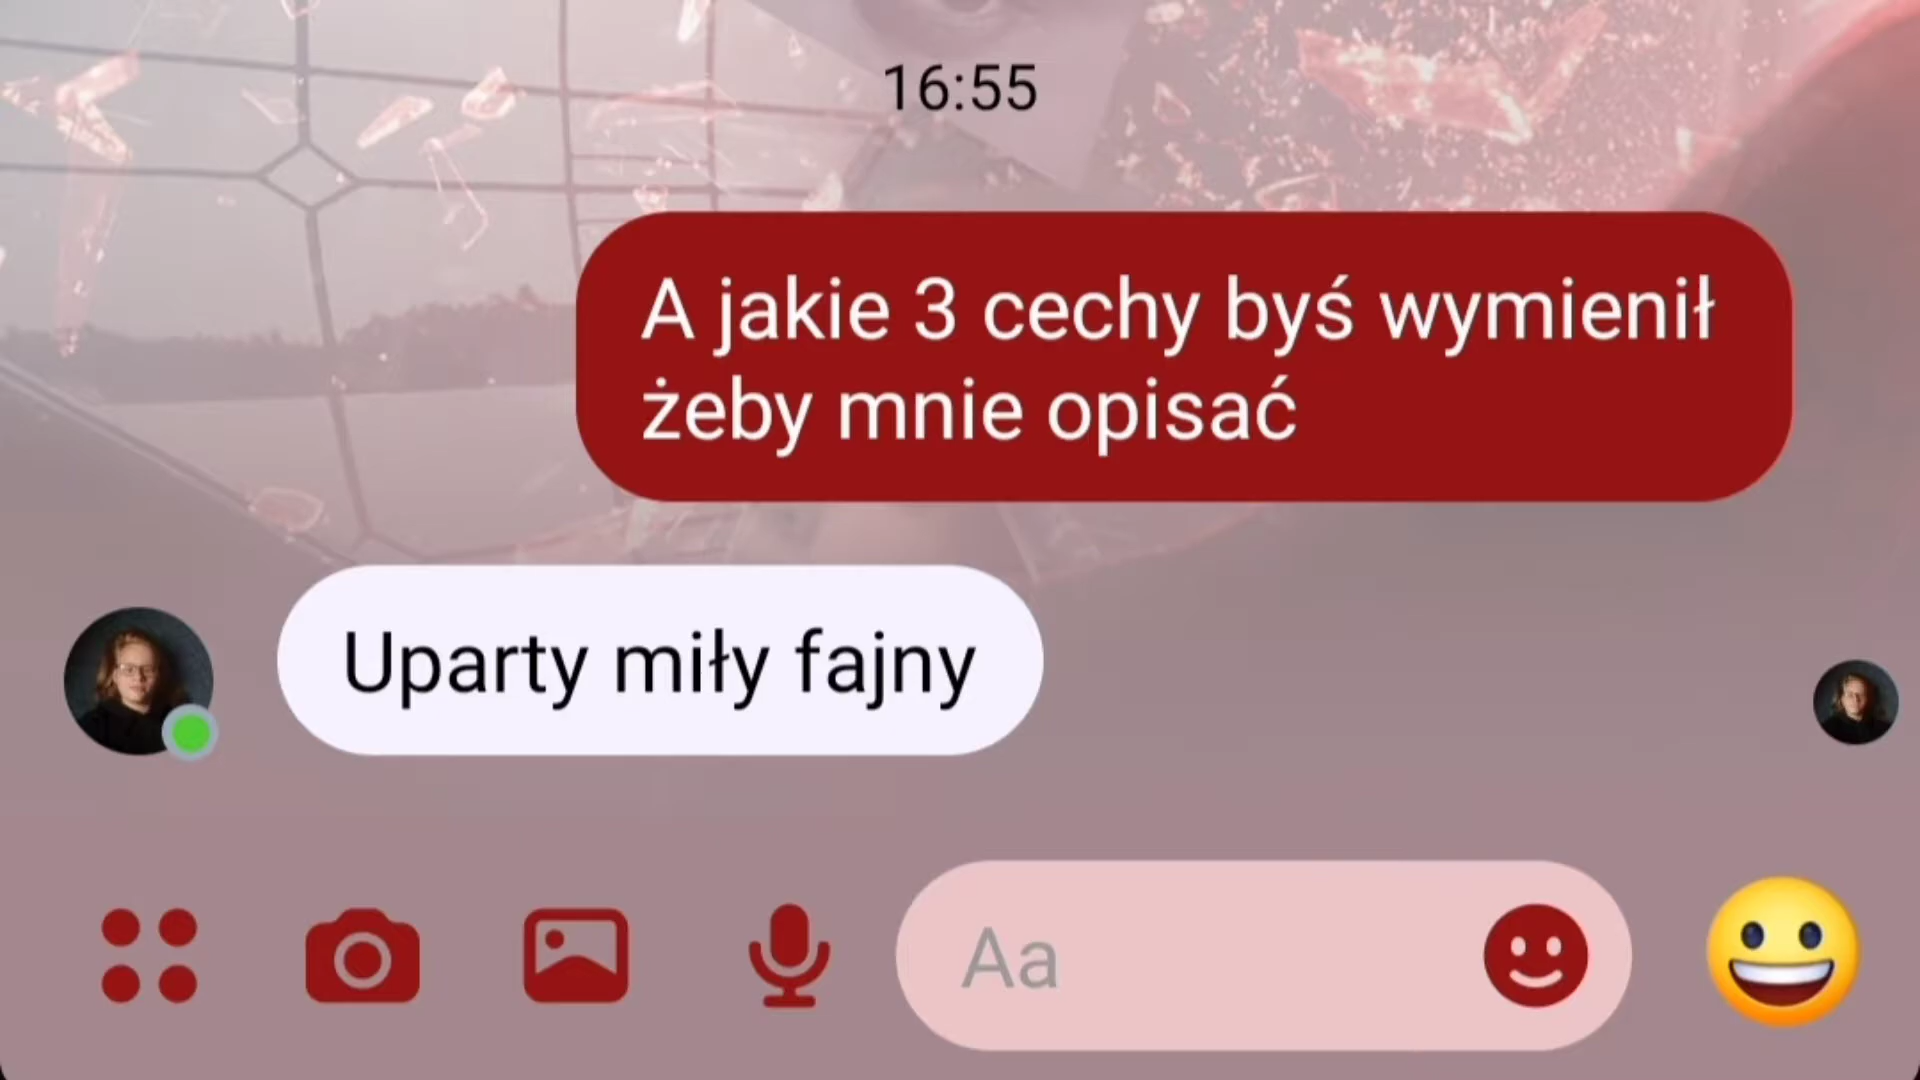 16:55
A jakie 3 cechy byś wymienił
żeby mnie opisać
Uparty miły fajny
Aa